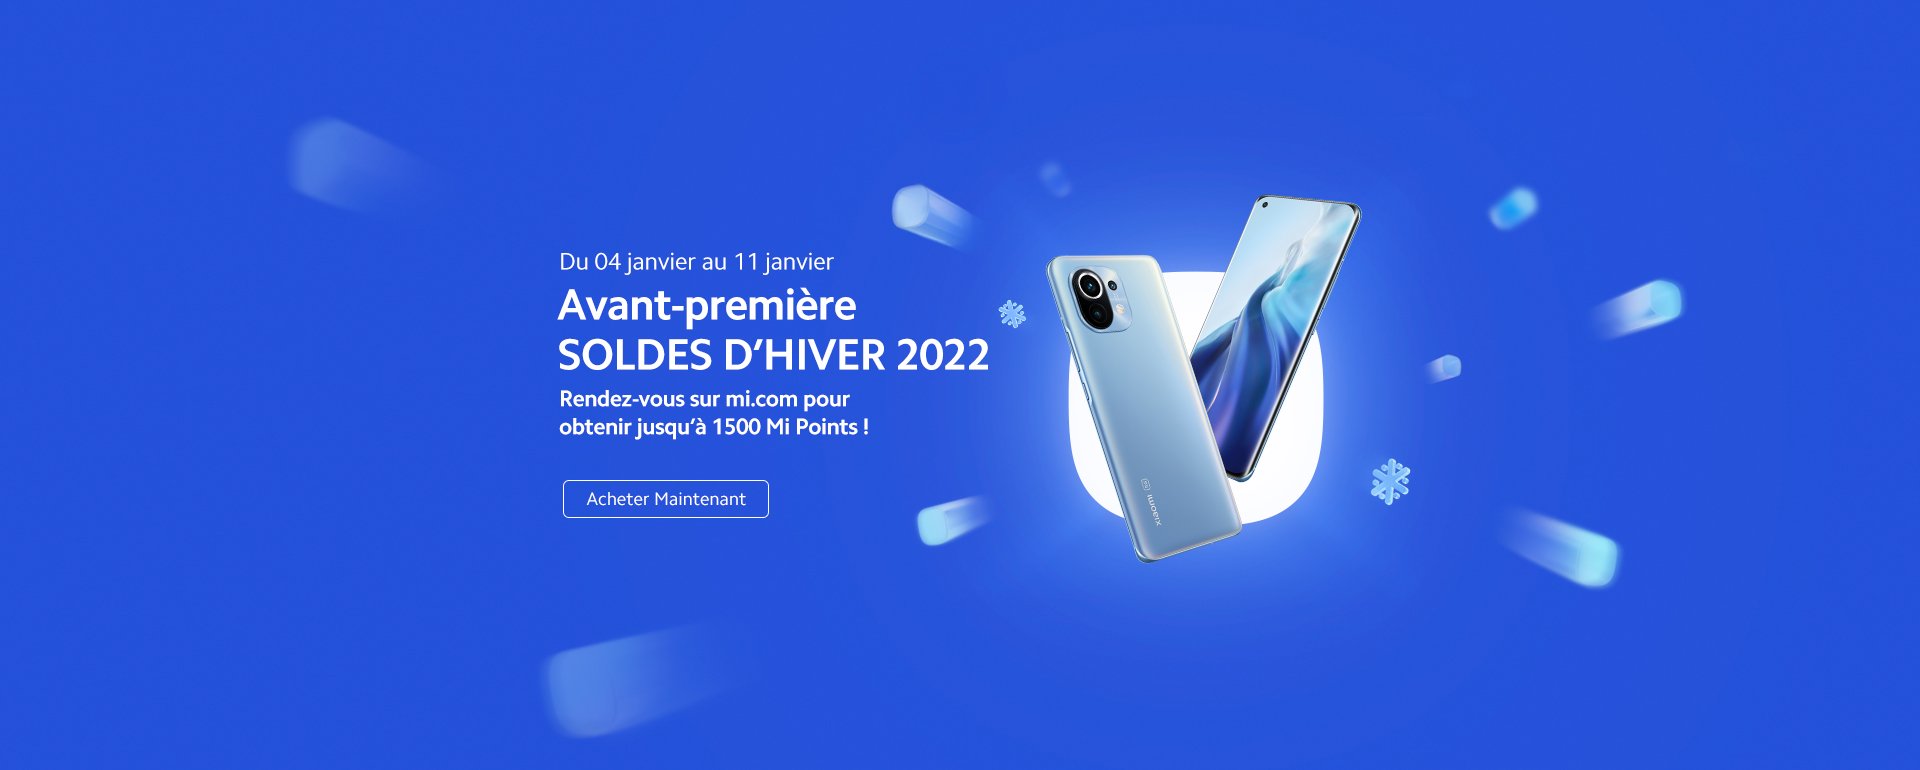 Du 04 janvier au 11 janvier
Avant-première
SOLDES D’HIVER 2022
Rendez-vous sur mi.com pour
obtenir jusqu’à 1500 Mi Points !
Acheter Maintenant
xiaomi
5G